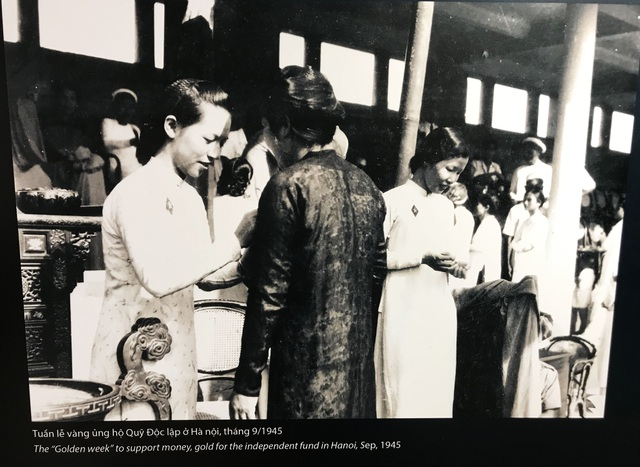 Tuần lễ vàng ủng hộ Quỹ Độc lập ở Hà nội, tháng 9/1945
The “Golden week” to support money, gold for the independent fund in Hanoi, Sep, 1945